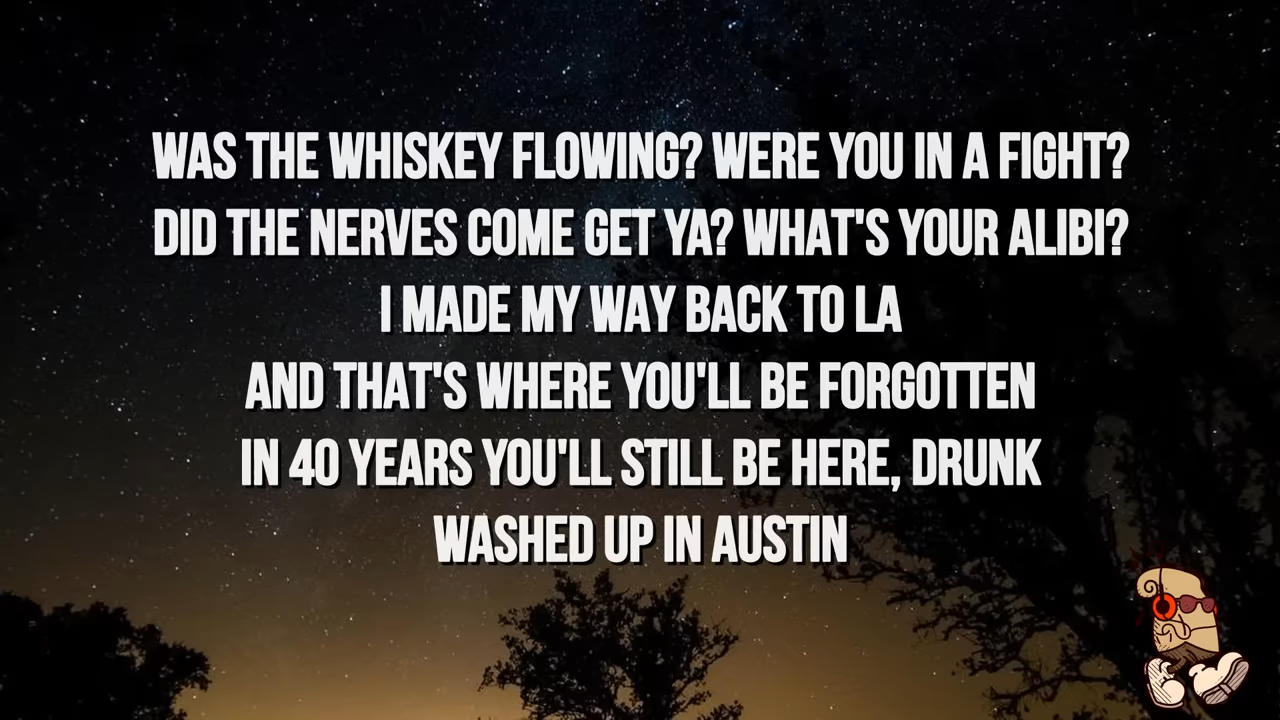 WAS THE WHISKEY FLOWING? WERE YOU IN A FIGHT?
DID THE NERVES COME GET YA? WHAT'S YOUR ALIBI?
I MADE MY WAY BACK TO LA
AND THAT'S WHERE YOU'LL BE FORGOTTEN
IN 40 YEARS YOU'LL STILL BE HERE, DRUNK
WASHED UP IN AUSTIN